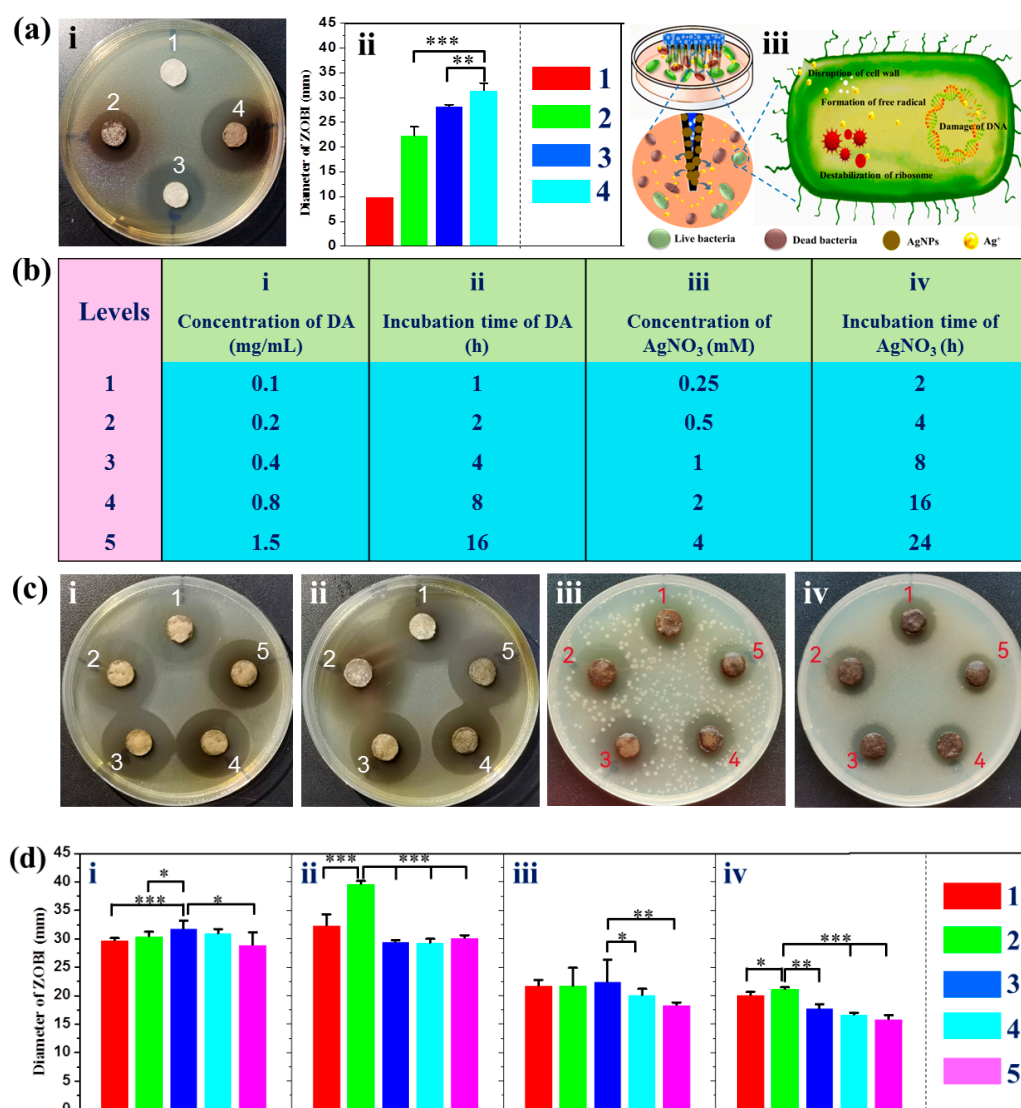 (a)
i
1
2
4
3
ii
Diameter of ZOBI (mm)
45
40
35
30
25
20
15
10
5
0
***
**
1
2
3
4
iii
Disruption of cell wall
Formation of free radical
Damage of DNA
Destabilization of ribosome
Live bacteria
Dead bacteria
AgNPs
Ag⁺
(b)
Levels
i
Concentration of DA
(mg/mL)
ii
Incubation time of DA
(h)
iii
Concentration of
AgNO₃ (mM)
iv
Incubation time of
AgNO₃ (h)
1 0.1 1 0.25 2
2 0.2 2 0.5 4
3 0.4 4 1 8
4 0.8 8 2 16
5 1.5 16 4 24
(c)
i
1
2
5
3
4
ii
1
2
5
3
4
iii
1
2
5
3
4
iv
1
2
5
3
4
(d)
Diameter of ZOBI (mm)
45
40
35
30
25
20
15
10
5
0
i
*
***
*
ii
***
***
iii
**
*
iv
*
**
***
1
2
3
4
5